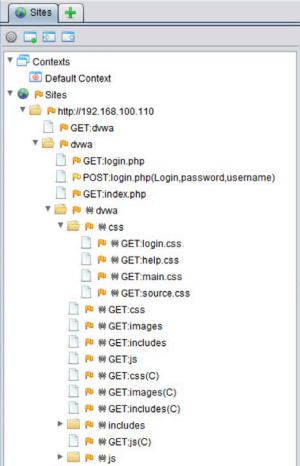 Sites
Contexts
Default Context
Sites
http://192.168.100.110
GET:dvwa
dvwa
GET:login.php
POST:login.php(Login,password,username)
GET:index.php
dvwa
css
GET:login.css
GET:help.css
GET:main.css
GET:source.css
GET:css
GET:images
GET:includes
GET:js
GET:css(C)
GET:images(C)
GET:includes(C)
includes
GET:js(C)
js